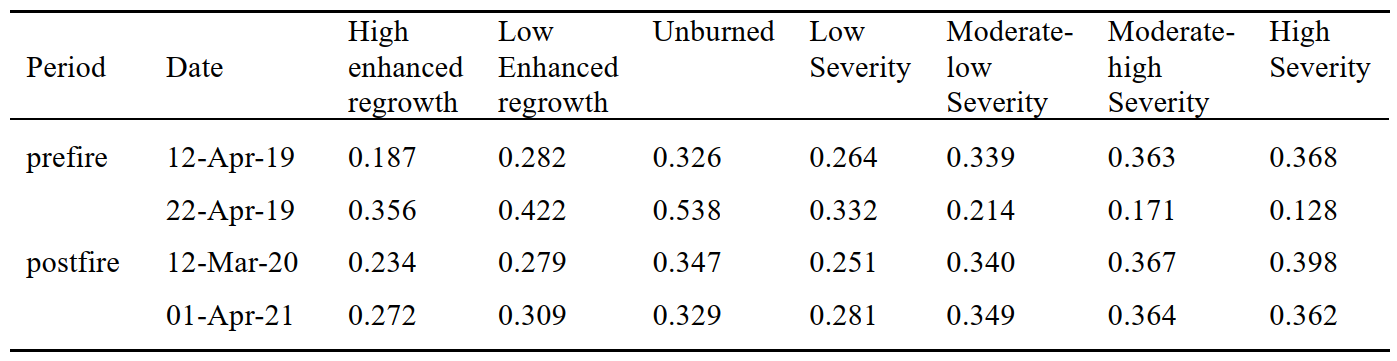 Period Date High enhanced regrowth Low Enhanced regrowth Unburned Low Severity Moderate-low Severity Moderate-high Severity High Severity
prefire 12-Apr-19 0.187 0.282 0.326 0.264 0.339 0.363 0.368
22-Apr-19 0.356 0.422 0.538 0.332 0.214 0.171 0.128
postfire 12-Mar-20 0.234 0.279 0.347 0.251 0.340 0.367 0.398
01-Apr-21 0.272 0.309 0.329 0.281 0.349 0.364 0.362